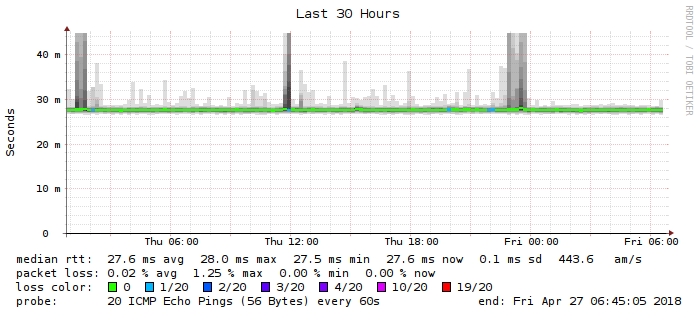 Last 30 Hours
RRDTOOL / TOBI OETIKER
Seconds
40 m
30 m
20 m
10 m
0
Thu 06:00 Thu 12:00 Thu 18:00 Fri 00:00 Fri 06:00
median rtt: 27.6 ms avg 28.0 ms max 27.5 ms min 27.6 ms now 0.1 ms sd 443.6 am/s
packet loss: 0.02 % avg 1.25 % max 0.00 % min 0.00 % now
loss color: 0 1/20 2/20 3/20 4/20 10/20 19/20
probe: 20 ICMP Echo Pings (56 Bytes) every 60s end: Fri Apr 27 06:45:05 2018